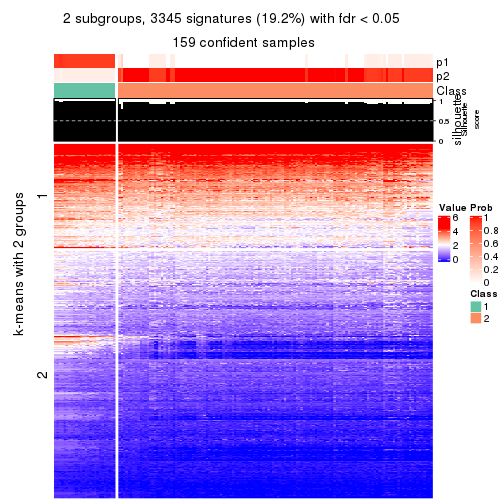 2 subgroups, 3345 signatures (19.2%) with fdr < 0.05
159 confident samples
p1
p2
Class
silhouette
1
0.5
0
Silhouette
score
k-means with 2 groups
1
2
Value
6
4
2
0
Prob
1
0.8
0.6
0.4
0.2
0
Class
1
2